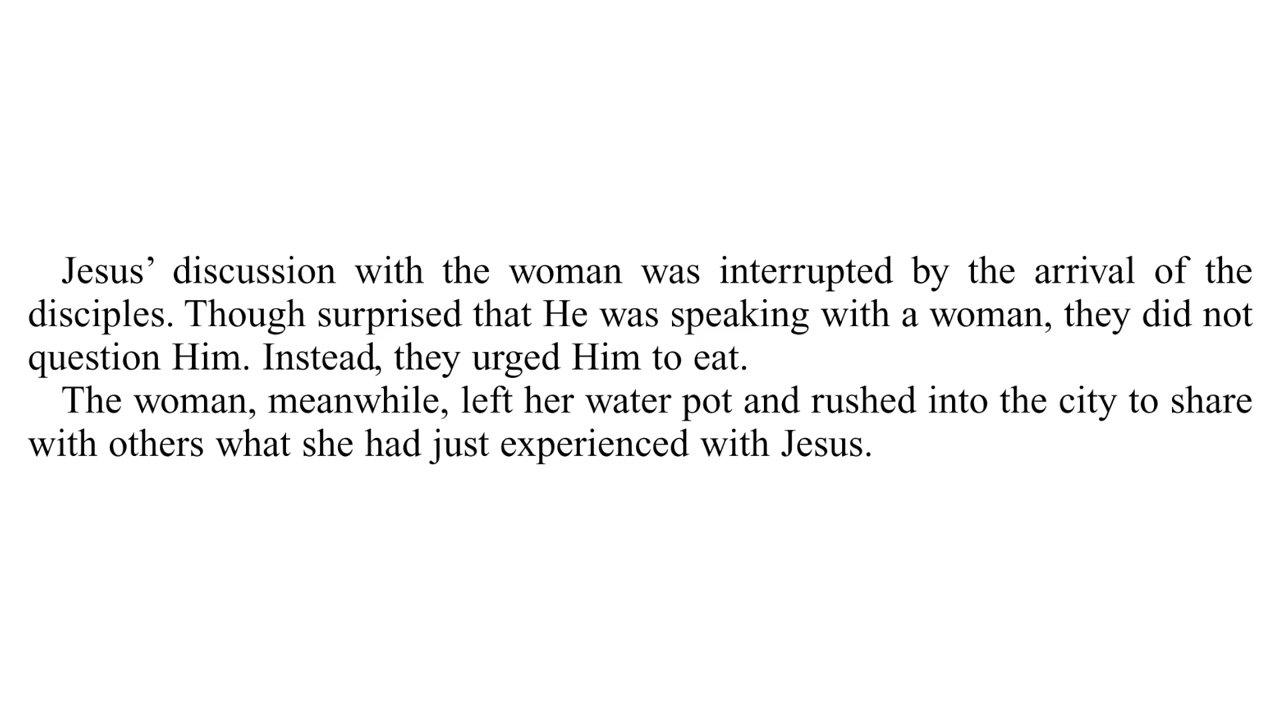 Jesus’ discussion with the woman was interrupted by the arrival of the
disciples. Though surprised that He was speaking with a woman, they did not
question Him. Instead, they urged Him to eat.
The woman, meanwhile, left her water pot and rushed into the city to share
with others what she had just experienced with Jesus.